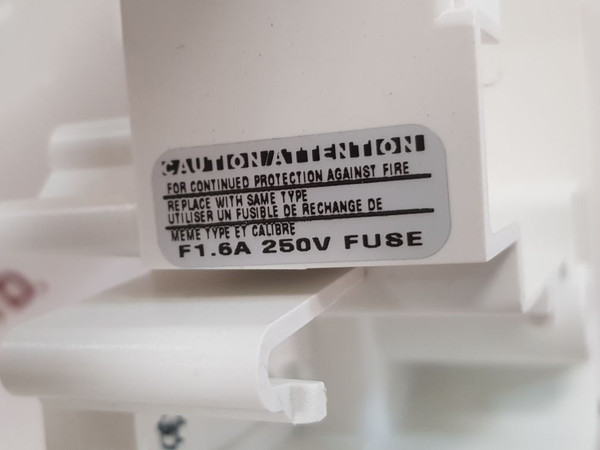 CAUTION/ATTENTION
FOR CONTINUED PROTECTION AGAINST FIRE
REPLACE WITH SAME TYPE
UTILISER UN FUSIBLE DE RECHANGE DE
MEME TYPE ET CALIBRE
F1.6A 250V FUSE